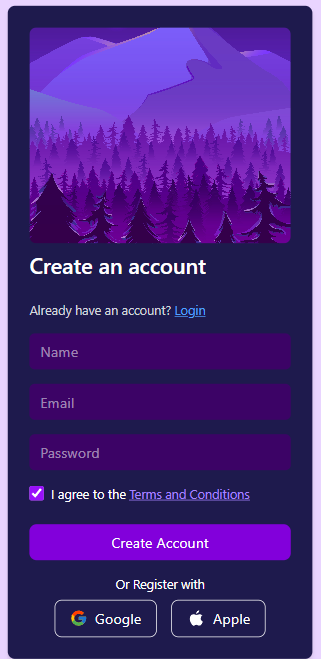 Create an account
Already have an account? Login
Name
Email
Password
I agree to the Terms and Conditions
Create Account
Or Register with
Google
Apple